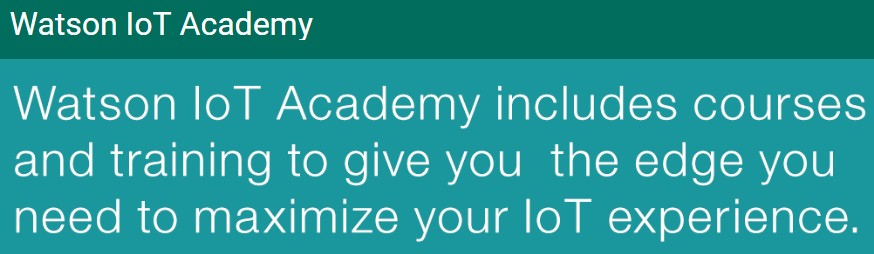 Watson IoT Academy
Watson IoT Academy includes courses
and training to give you  the edge you
need to maximize your IoT experience.